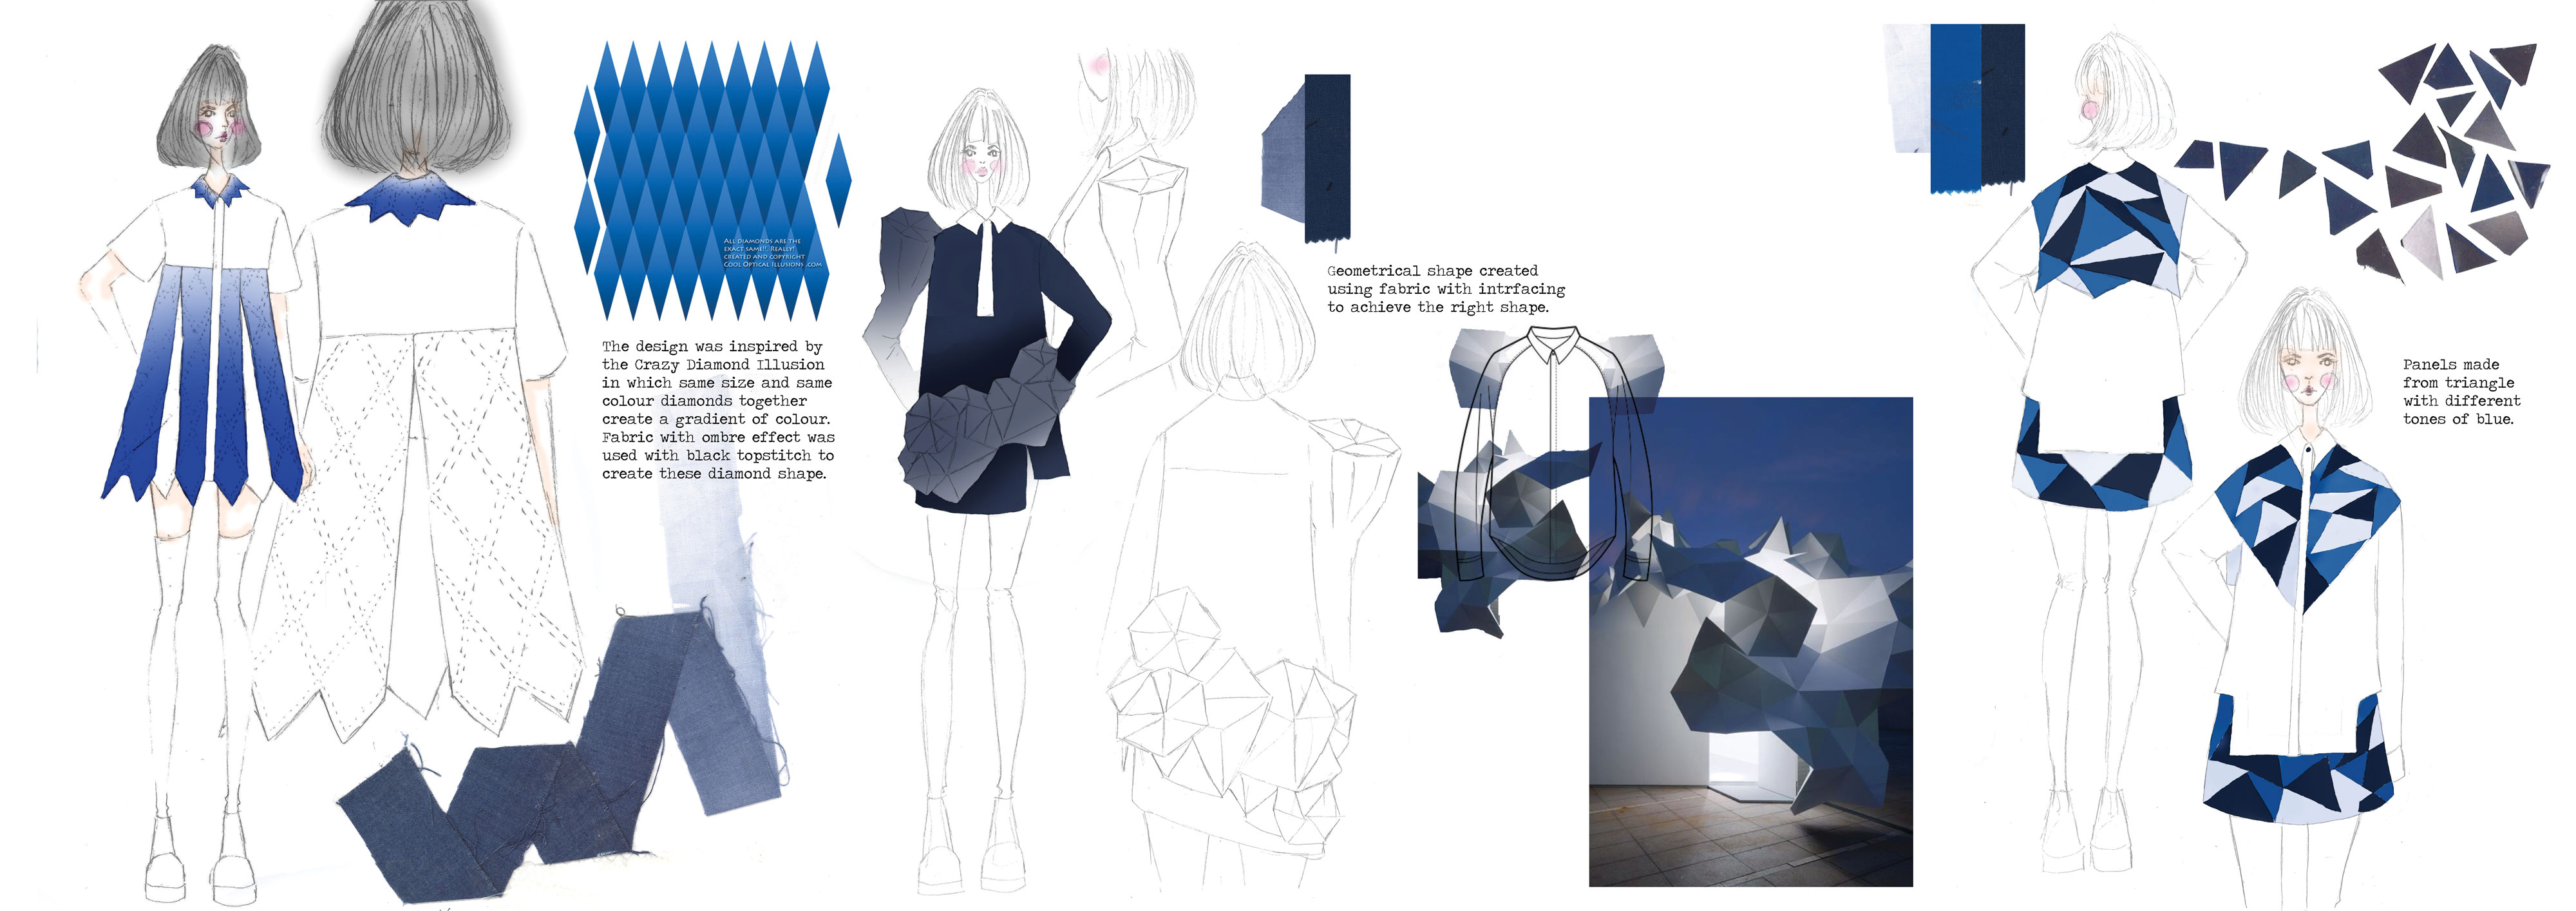 All diamonds are the
exact same!!. Really!
created and copyright
Cool Optical Illusions .com
The design was inspired by
the Crazy Diamond Illusion
in which same size and same
colour diamonds together
create a gradient of colour.
Fabric with ombre effect was
used with black topstitch to
create these diamond shape.
Geometrical shape created
using fabric with intrfacing
to achieve the right shape.
Panels made
from triangle
with different
tones of blue.